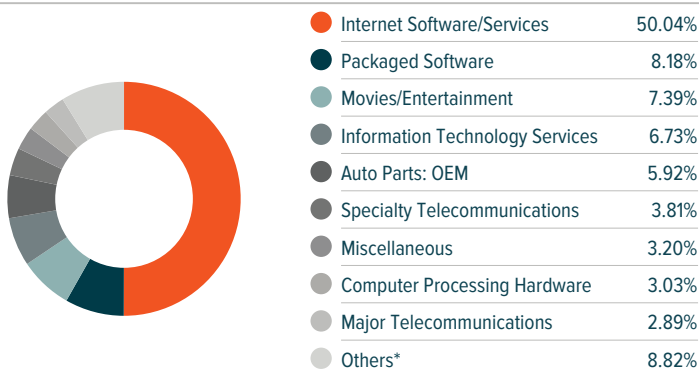 Internet Software/Services 50.04%
Packaged Software 8.18%
Movies/Entertainment 7.39%
Information Technology Services 6.73%
Auto Parts: OEM 5.92%
Specialty Telecommunications 3.81%
Miscellaneous 3.20%
Computer Processing Hardware 3.03%
Major Telecommunications 2.89%
Others* 8.82%